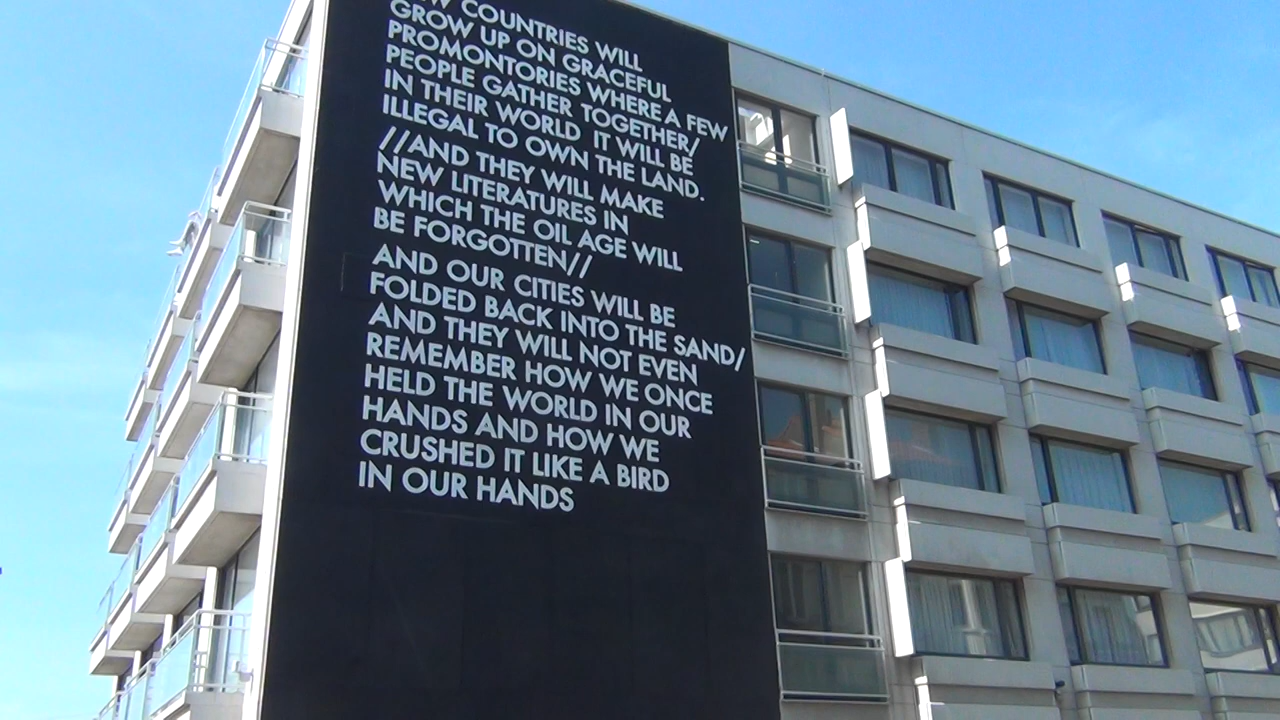 COUNTRIES WILL
GROW UP ON GRACEFUL
PROMONTORIES WHERE A FEW
PEOPLE GATHER TOGETHER/
IN THEIR WORLD IT WILL BE
ILLEGAL TO OWN THE LAND.
//AND THEY WILL MAKE
NEW LITERATURES IN
WHICH THE OIL AGE WILL
BE FORGOTTEN//
AND OUR CITIES WILL BE
FOLDED BACK INTO THE SAND/
AND THEY WILL NOT EVEN
REMEMBER HOW WE ONCE
HELD THE WORLD IN OUR
HANDS AND HOW WE
CRUSHED IT LIKE A BIRD
IN OUR HANDS